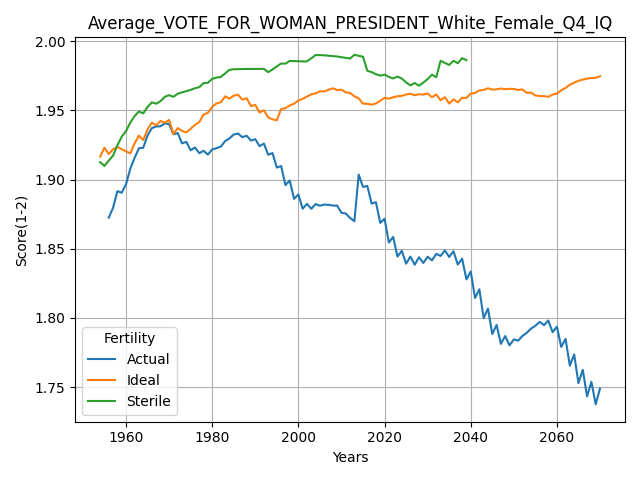 Average_VOTE_FOR_WOMAN_PRESIDENT_White_Female_Q4_IQ
2.00
1.95
1.90
1.85
1.80
1.75
Score(1-2)
Fertility
Actual
Ideal
Sterile
1960 1980 2000 2020 2040 2060
Years